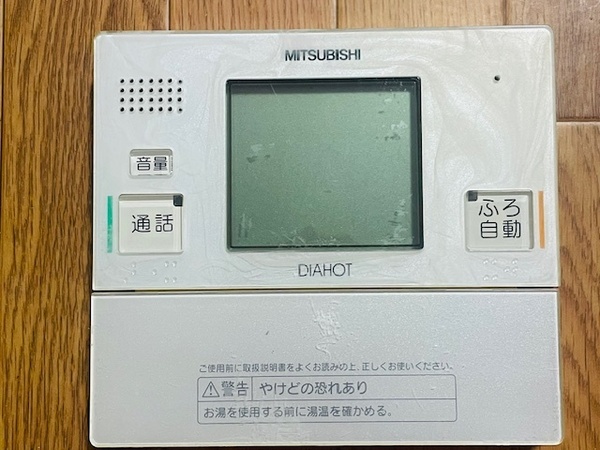 MITSUBISHI
音量
通話
ふろ
自動
DIAHOT
ご使用前に取扱説明書をよくお読みの上、正しくお使いください。
⚠警告 やけどの恐れあり
お湯を使用する前に湯温を確かめる。